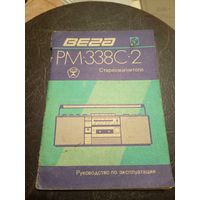 ВЕГА
РМ-338С-2
Стереомагнитола
Руководство по эксплуатации